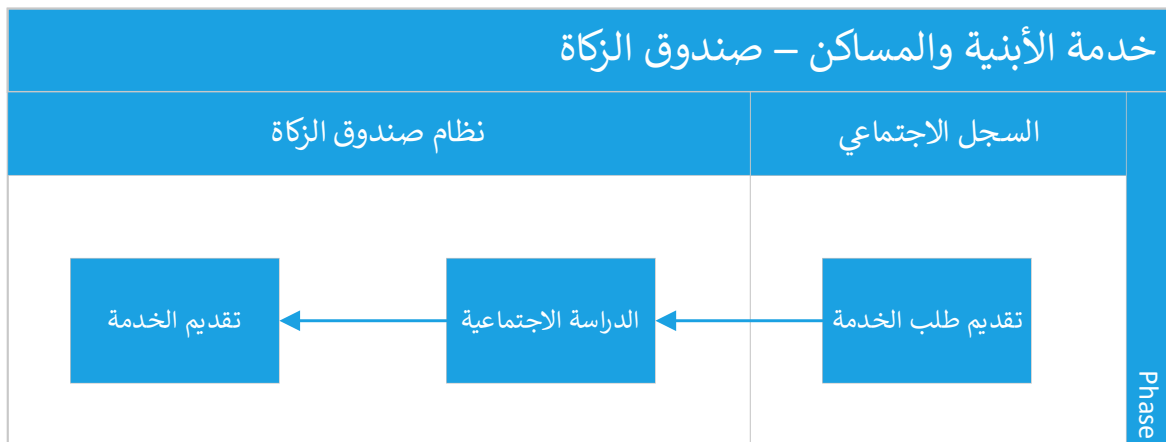 خدمة الأبنية والمساكن – صندوق الزكاة
السجل الاجتماعي
نظام صندوق الزكاة
تقديم طلب الخدمة
الدراسة الاجتماعية
تقديم الخدمة
Phase